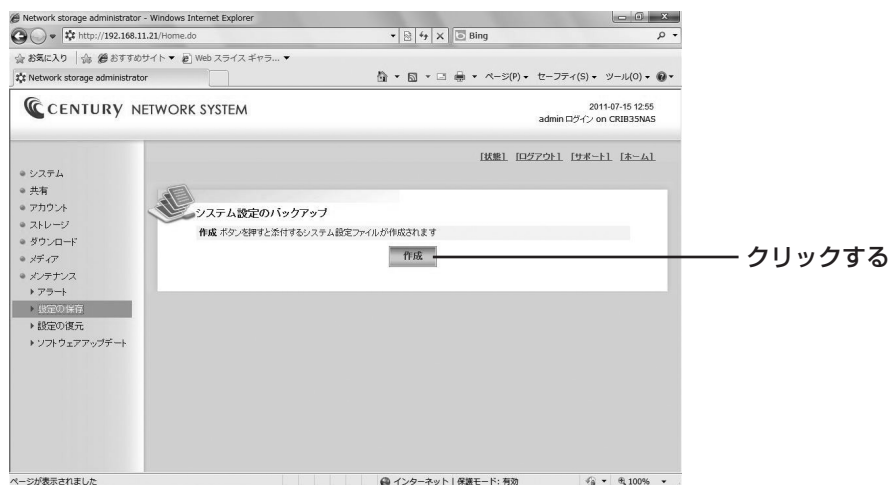 Network storage administrator - Windows Internet Explorer
http://192.168.11.21/Home.do
Bing
お気に入り おすすめサイト ▼ Web スライス ギャラ... ▼
Network storage administrator
ページ(P) セーフティ(S) ツール(O)
CENTURY NETWORK SYSTEM
2011-07-15 12:55
admin ログイン on CRIB35NAS
[状態] [ログアウト] [サポート] [ホーム]
システム
共有
アカウント
ストレージ
ダウンロード
メディア
メンテナンス
アラート
設定の保存
設定の復元
ソフトウェアアップデート
システム設定のバックアップ
作成 ボタンを押すと添付するシステム設定ファイルが作成されます
作成
クリックする
ページが表示されました
インターネット | 保護モード: 有効
100%